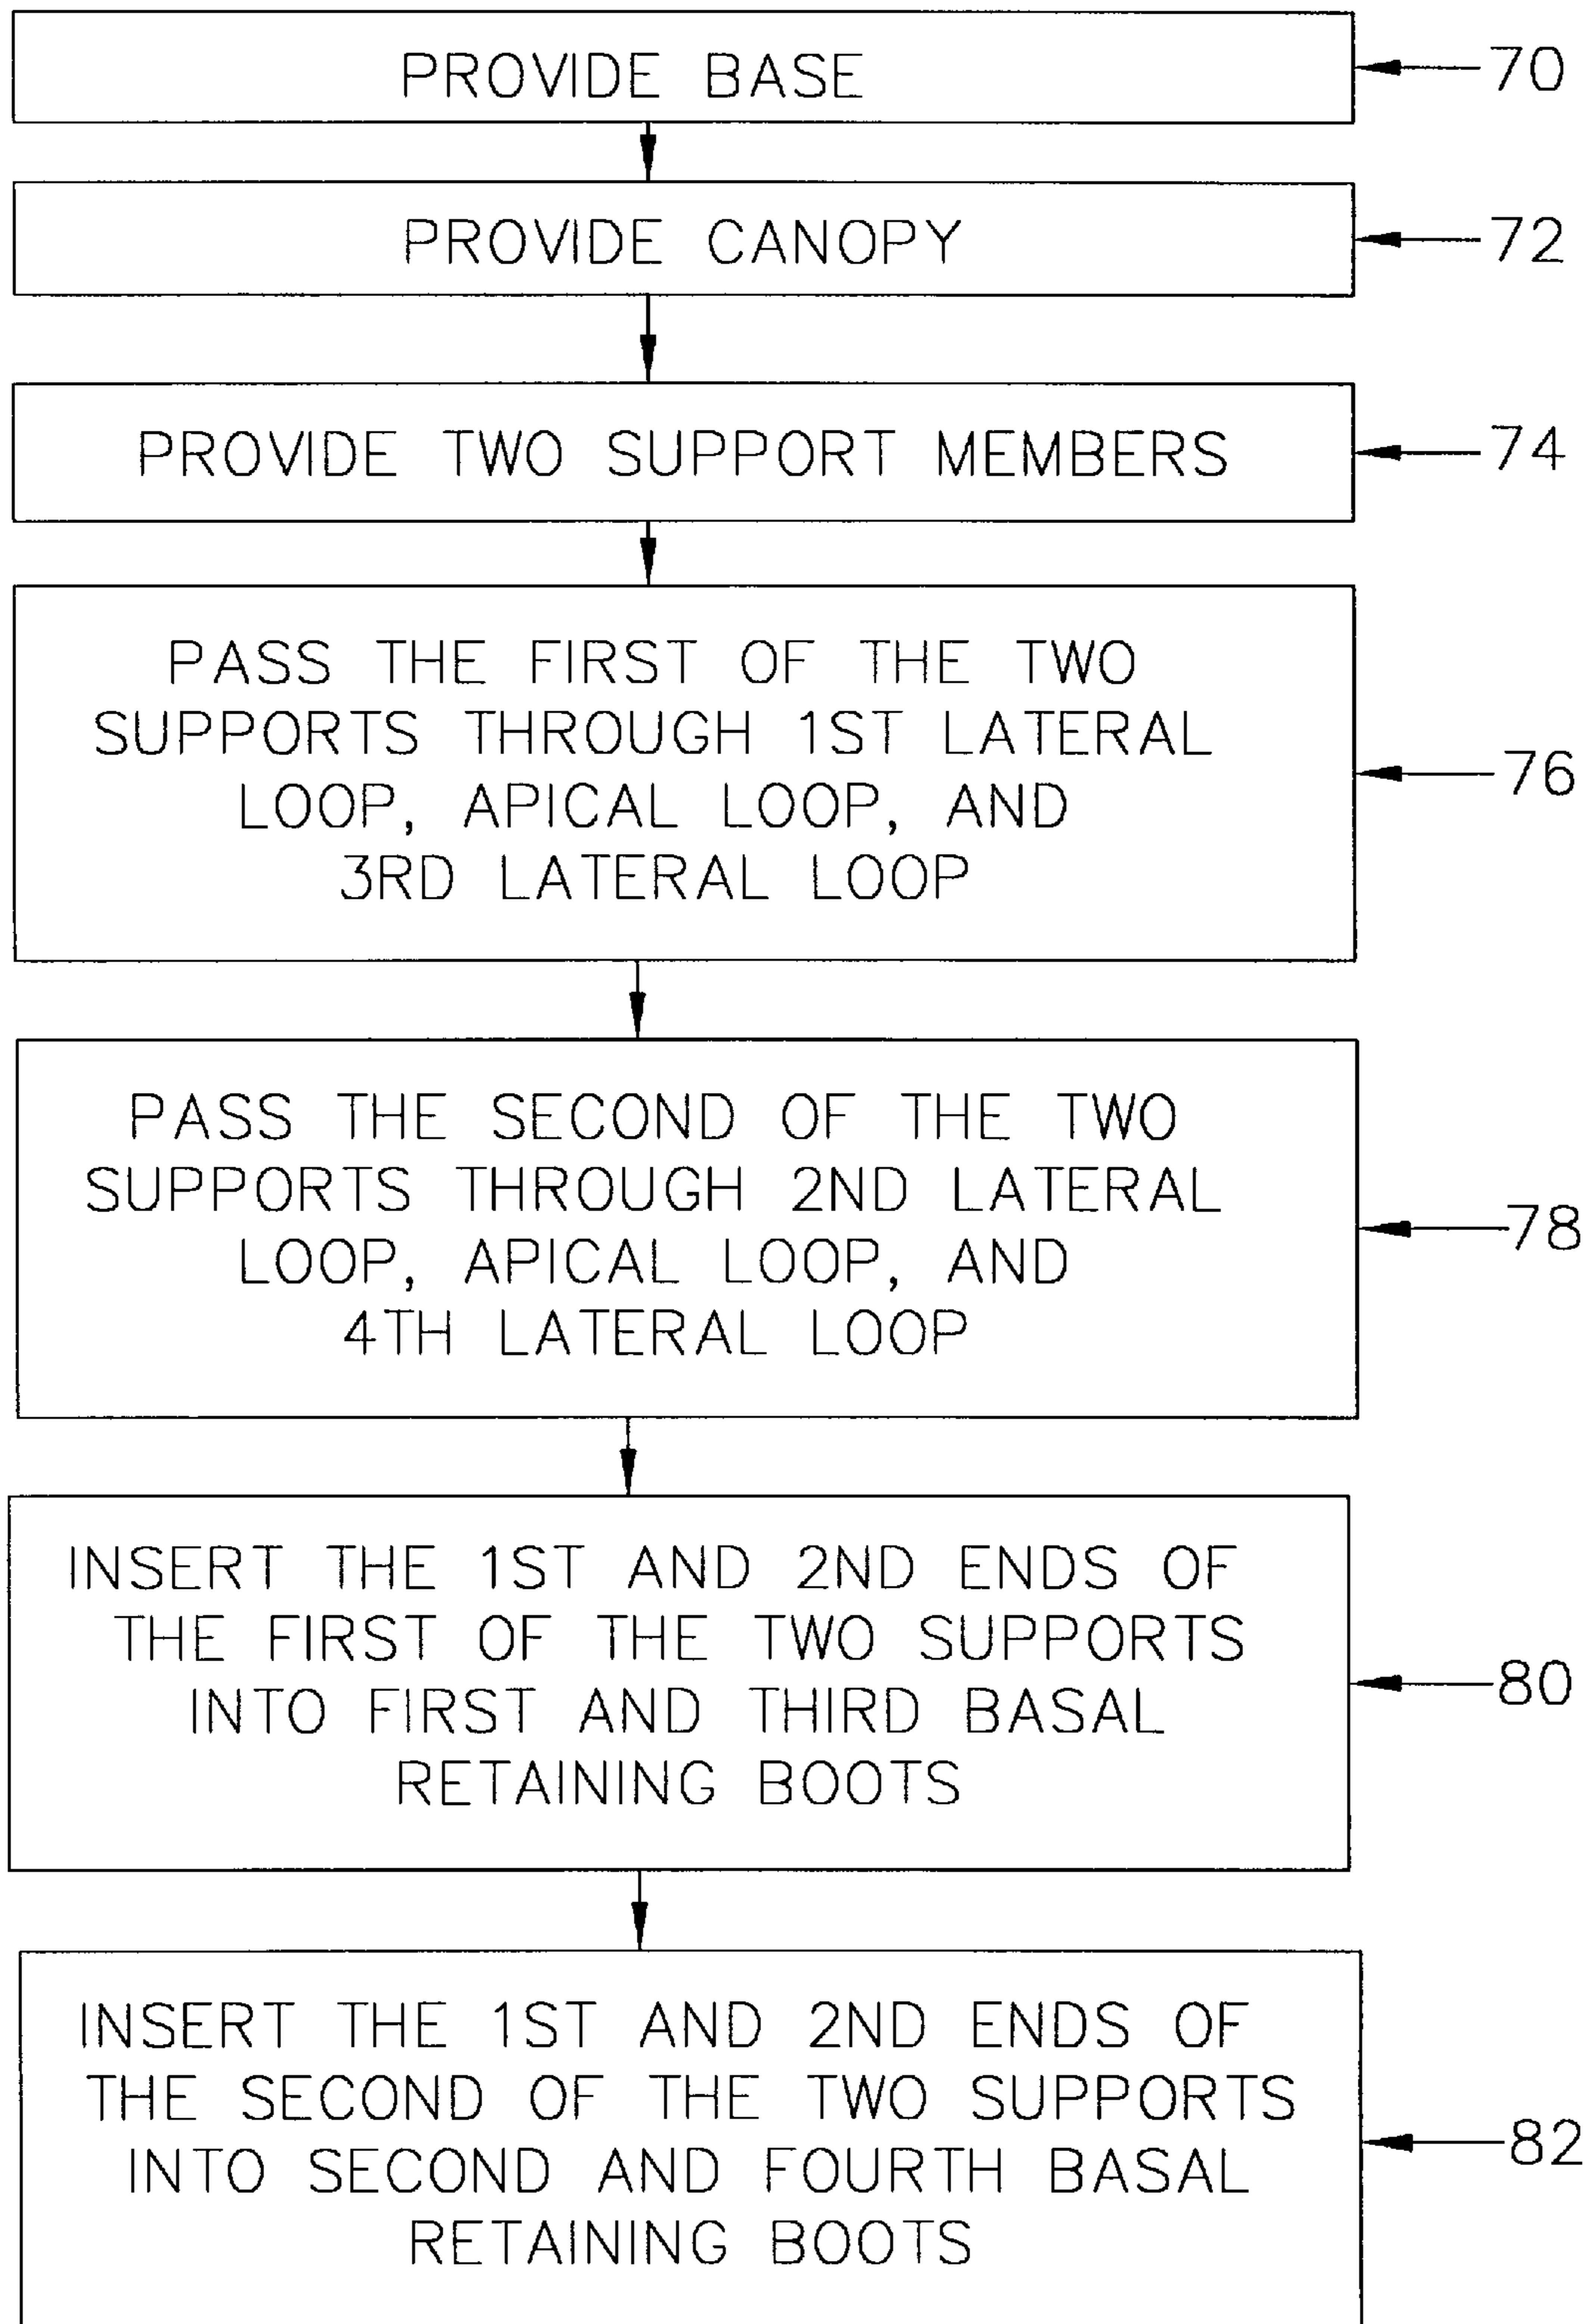 PROVIDE BASE
70
PROVIDE CANOPY
72
PROVIDE TWO SUPPORT MEMBERS
74
PASS THE FIRST OF THE TWO
SUPPORTS THROUGH 1ST LATERAL
LOOP, APICAL LOOP, AND
3RD LATERAL LOOP
76
PASS THE SECOND OF THE TWO
SUPPORTS THROUGH 2ND LATERAL
LOOP, APICAL LOOP, AND
4TH LATERAL LOOP
78
INSERT THE 1ST AND 2ND ENDS OF
THE FIRST OF THE TWO SUPPORTS
INTO FIRST AND THIRD BASAL
RETAINING BOOTS
80
INSERT THE 1ST AND 2ND ENDS OF
THE SECOND OF THE TWO SUPPORTS
INTO SECOND AND FOURTH BASAL
RETAINING BOOTS
82